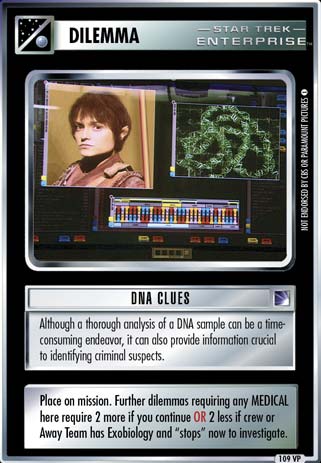 DILEMMA
STAR TREK
ENTERPRISE™
NOT ENDORSED BY CBS OR PARAMOUNT PICTURES
DNA CLUES
Although a thorough analysis of a DNA sample can be a time-
consuming endeavor, it can also provide information crucial
to identifying criminal suspects.
Place on mission. Further dilemmas requiring any MEDICAL
here require 2 more if you continue OR 2 less if crew or
Away Team has Exobiology and “stops” now to investigate.
109 VP